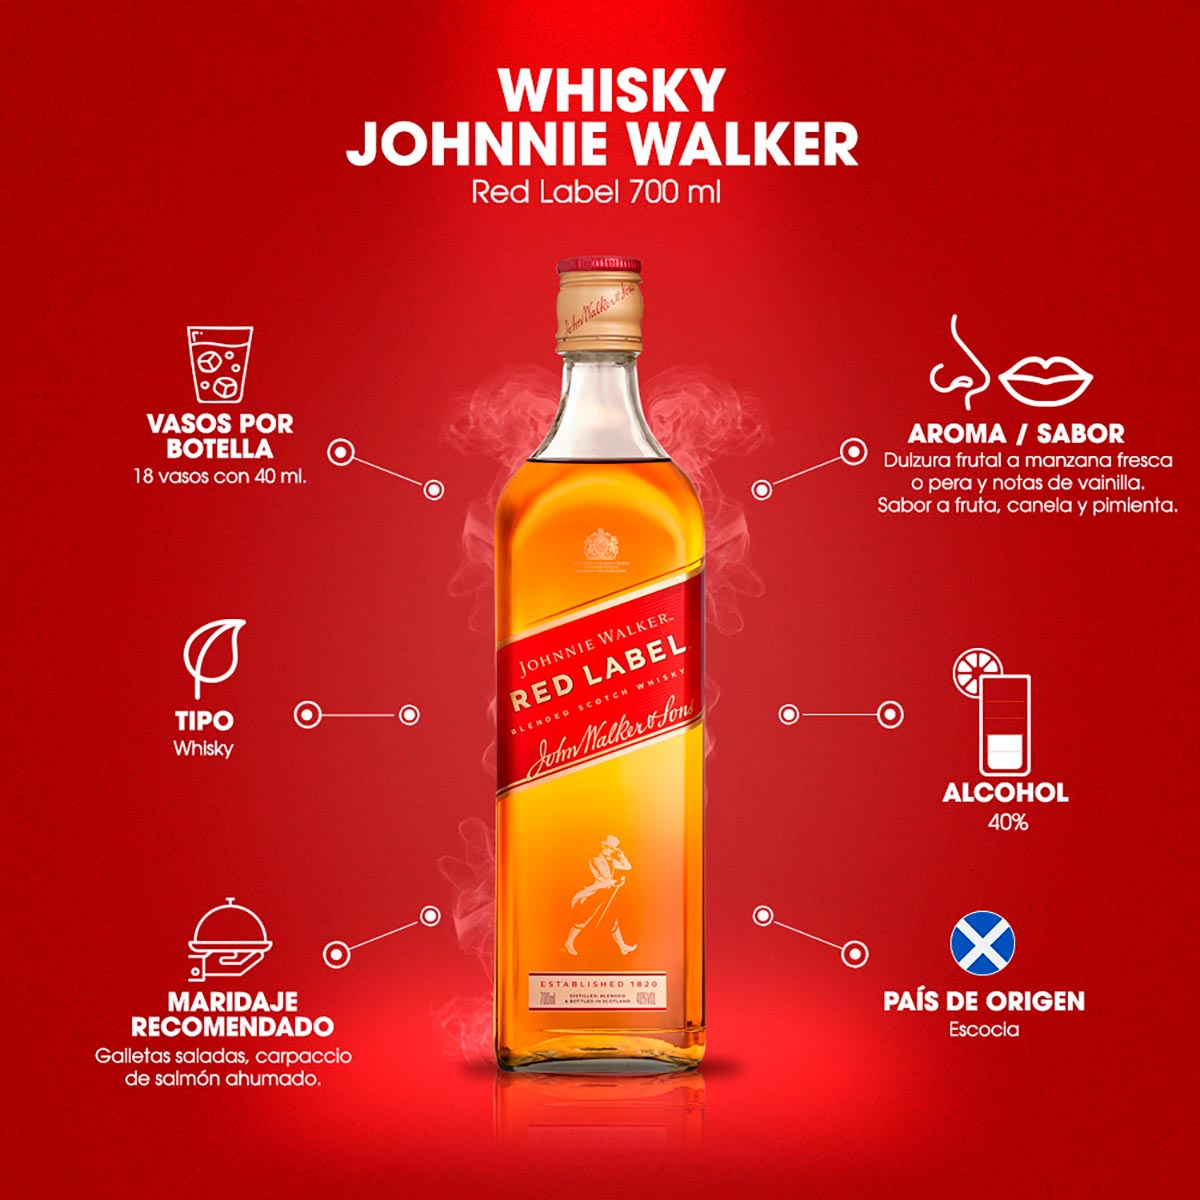 WHISKY
JOHNNIE WALKER
Red Label 700 ml
John Walker & Sons
VASOS POR
BOTELLA
18 vasos con 40 ml.
AROMA / SABOR
Dulzura frutal a manzana fresca
o pera y notas de vainilla.
Sabor a fruta, canela y pimienta.
JOHNNIE WALKER
RED LABEL
BLENDED SCOTCH WHISKY
John Walker & Sons
TIPO
Whisky
ALCOHOL
40%
MARIDAJE
RECOMENDADO
Galletas saladas, carpaccio
de salmón ahumado.
PAÍS DE ORIGEN
Escocia
ESTABLISHED 1820
700ml
DISTILLED, BLENDED
& BOTTLED IN SCOTLAND
40%VOL